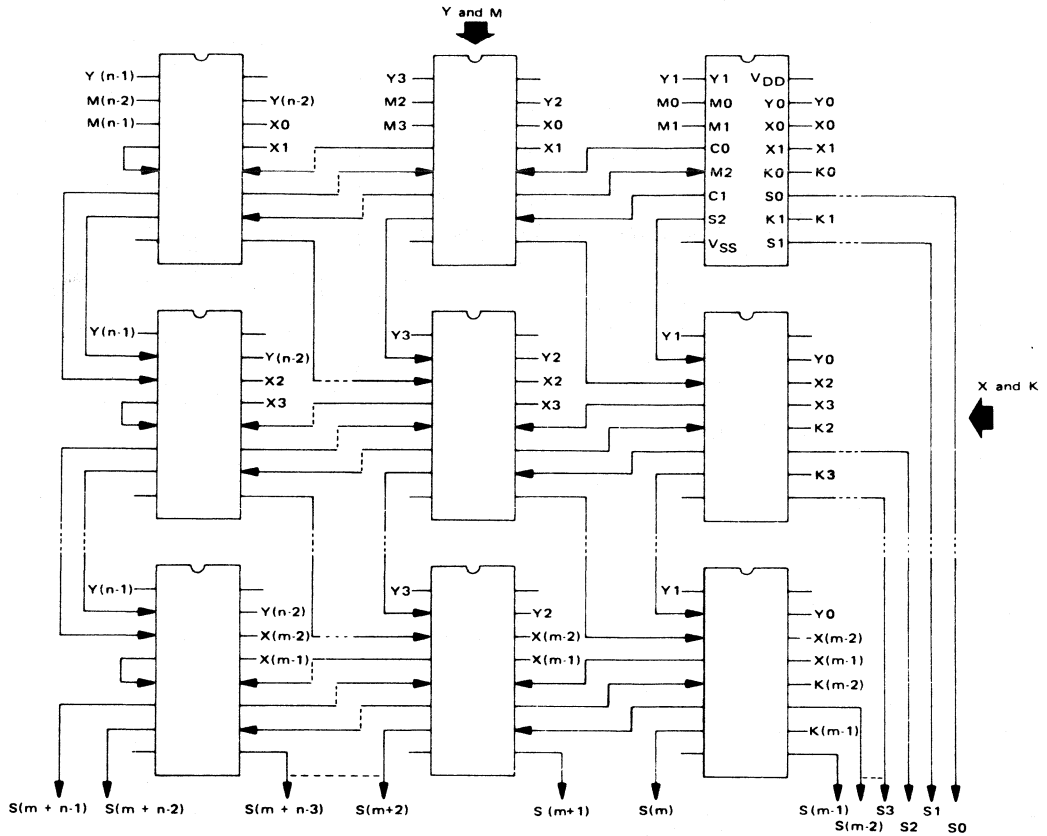 Y and M
Y(n-1)
M(n-2)
M(n-1)
Y(n-2)
X0
X1
Y3
M2
M3
Y2
X0
X1
Y1
M0
M1
Y1 VDD
M0 Y0
M1 X0
C0 X1
M2 K0
C1 S0
S2 K1
VSS S1
Y0
X0
X1
K0
K1
Y(n-1)
Y(n-2)
X2
X3
Y3
Y2
X2
X3
Y1
Y0
X2
X3
K2
K3
X and K
Y(n-1)
Y(n-2)
X(m-2)
X(m-1)
Y3
Y2
X(m-2)
X(m-1)
Y1
Y0
X(m-2)
X(m-1)
K(m-2)
K(m-1)
S(m + n-1) S(m + n-2) S(m + n-3) S(m+2) S (m+1) S(m) S(m-1) S3 S1
S(m-2) S2 S0